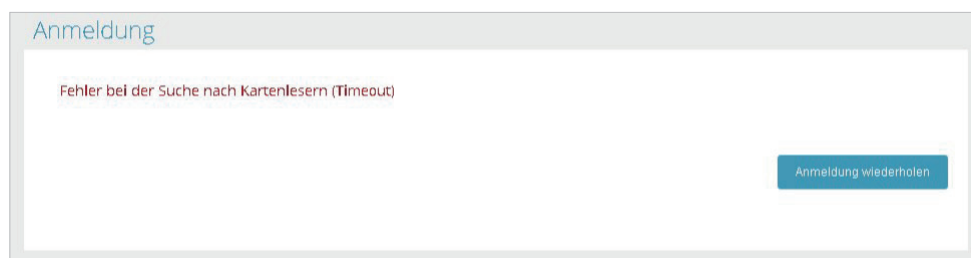 Anmeldung
Fehler bei der Suche nach Kartenlesern (Timeout)
Anmeldung wiederholen